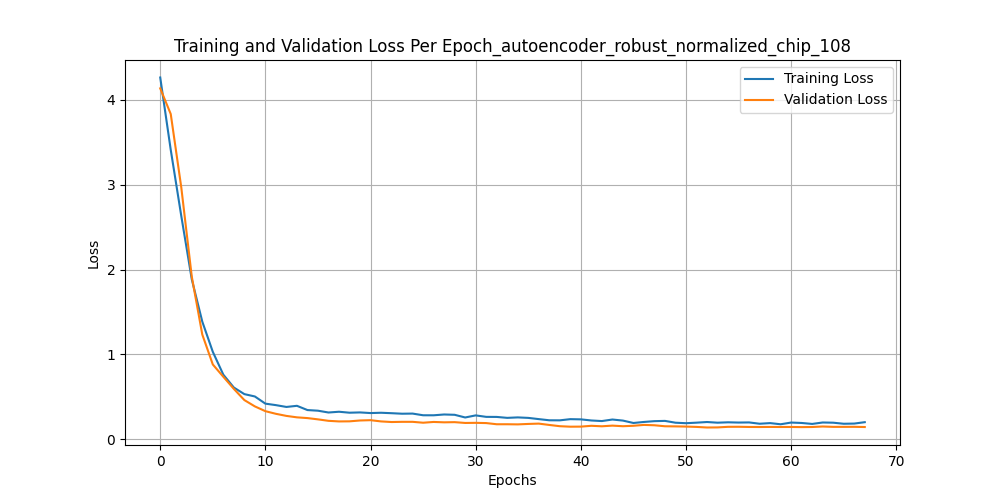 Training and Validation Loss Per Epoch_autoencoder_robust_normalized_chip_108
Training Loss
Validation Loss
Loss
4
3
2
1
0
0 10 20 30 40 50 60 70
Epochs